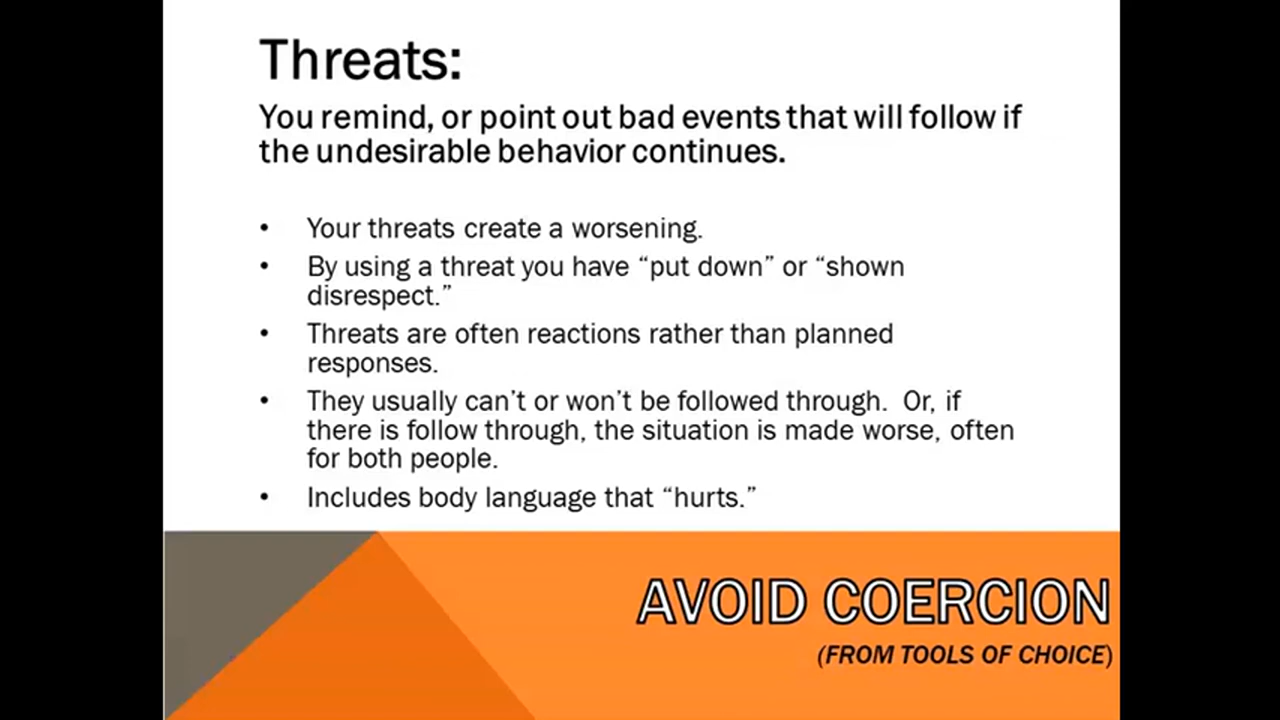 Threats:
You remind, or point out bad events that will follow if
the undesirable behavior continues.
• Your threats create a worsening.
• By using a threat you have “put down” or “shown
disrespect.”
• Threats are often reactions rather than planned
responses.
• They usually can’t or won’t be followed through.  Or, if
there is follow through, the situation is made worse, often
for both people.
• Includes body language that “hurts.”
AVOID COERCION
(FROM TOOLS OF CHOICE)